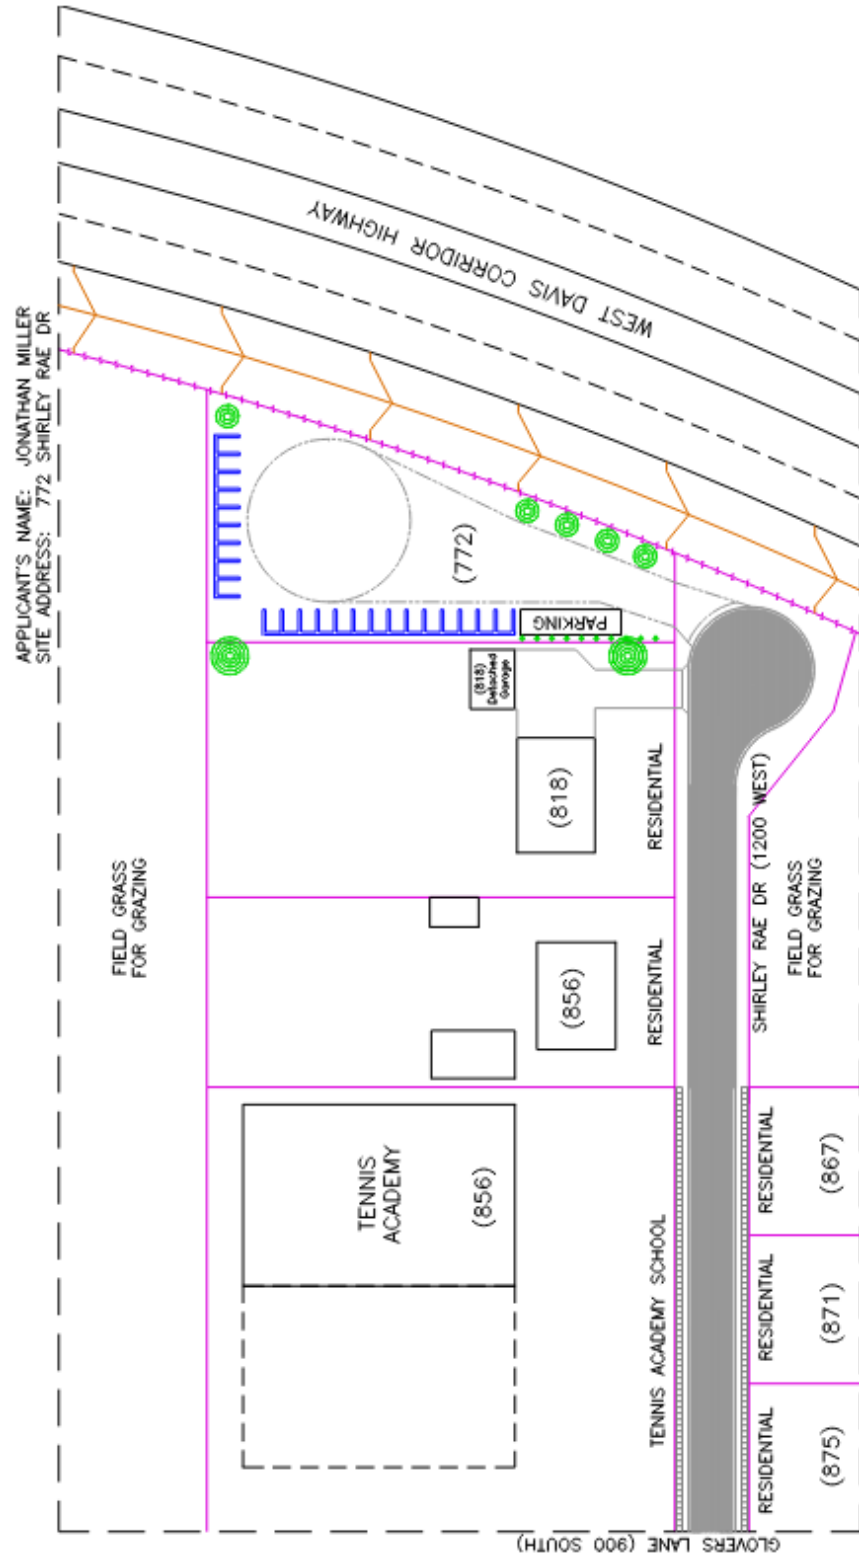 APPLICANT'S NAME: JONATHAN MILLER
SITE ADDRESS: 772 SHIRLEY RAE DR
WEST DAVIS CORRIDOR HIGHWAY
(772)
PARKING
(818)
Detached
Garage
(818)
RESIDENTIAL
FIELD GRASS
FOR GRAZING
(856)
RESIDENTIAL
SHIRLEY RAE DR (1200 WEST)
FIELD GRASS
FOR GRAZING
TENNIS
ACADEMY
(856)
TENNIS ACADEMY SCHOOL
RESIDENTIAL
(867)
RESIDENTIAL
(871)
RESIDENTIAL
(875)
GLOVERS LANE (900 SOUTH)